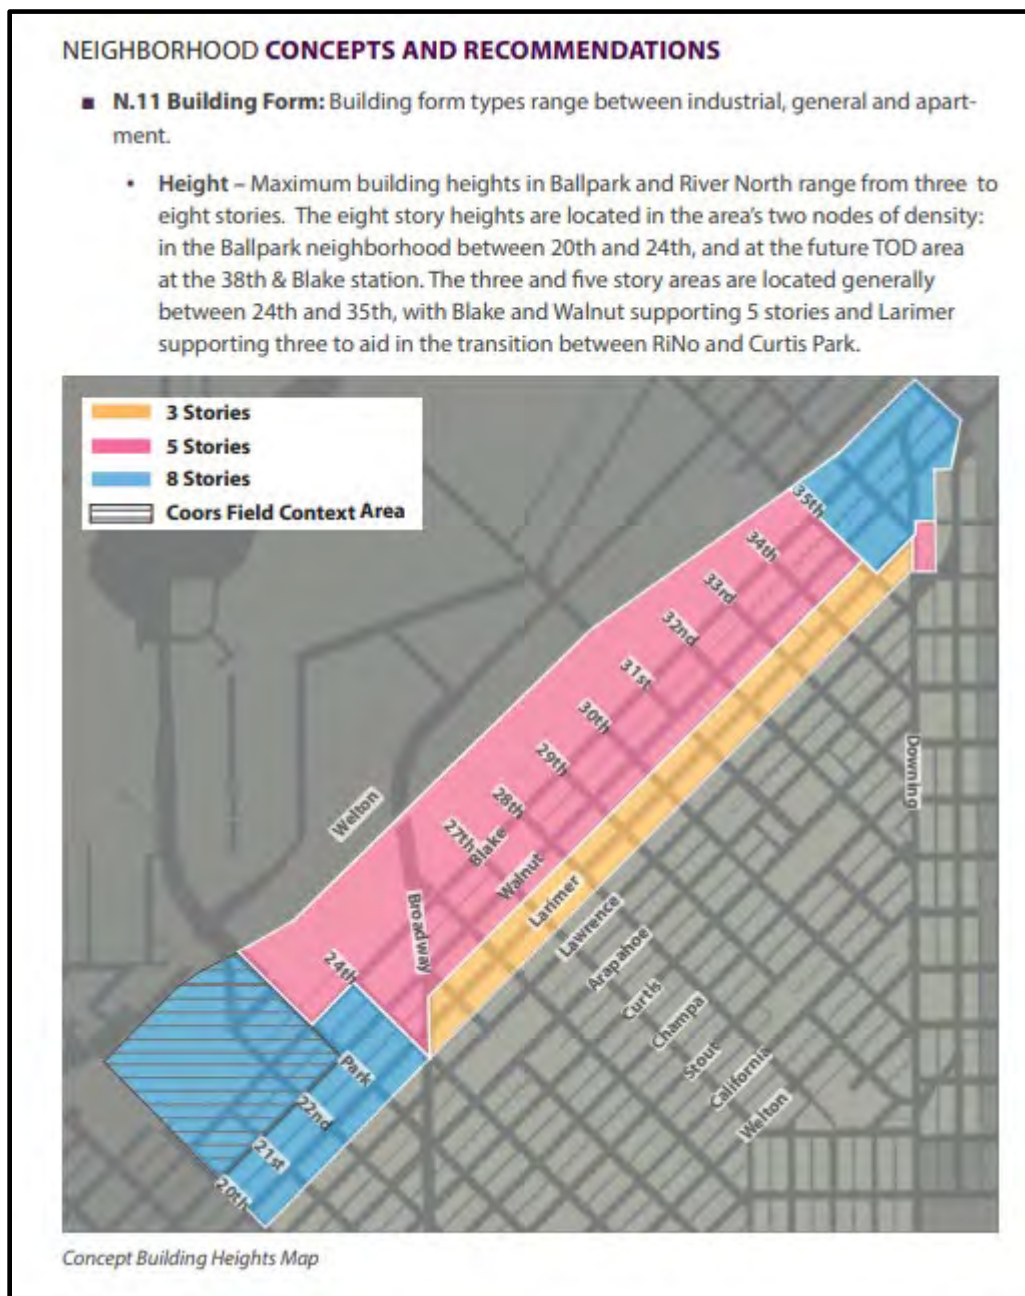 NEIGHBORHOOD CONCEPTS AND RECOMMENDATIONS
▪ N.11 Building Form: Building form types range between industrial, general and apart-
ment.
• Height – Maximum building heights in Ballpark and River North range from three to
eight stories. The eight story heights are located in the area's two nodes of density:
in the Ballpark neighborhood between 20th and 24th, and at the future TOD area
at the 38th & Blake station. The three and five story areas are located generally
between 24th and 35th, with Blake and Walnut supporting 5 stories and Larimer
supporting three to aid in the transition between RiNo and Curtis Park.
3 Stories
5 Stories
8 Stories
Coors Field Context Area
35th
34th
33rd
32nd
31st
30th
29th
28th
27th
Blake
Walnut
Larimer
Lawrence
Arapahoe
Curtis
Champa
Stout
California
Welton
Downing
Welton
Broadway
24th
Park
22nd
21st
20th
Concept Building Heights Map